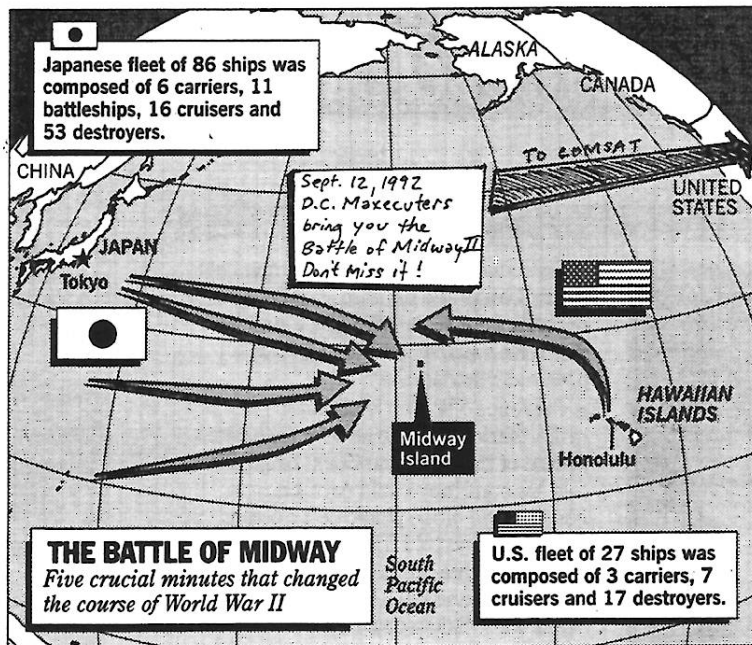 Japanese fleet of 86 ships was
composed of 6 carriers, 11
battleships, 16 cruisers and
53 destroyers.
ALASKA
CANADA
TO COMSAT
CHINA
UNITED
STATES
Sept. 12, 1992
D.C. Maxecuters
bring you the
Battle of Midway II
Don't Miss it!
JAPAN
Tokyo
HAWAIIAN
ISLANDS
Midway
Island
Honolulu
THE BATTLE OF MIDWAY
Five crucial minutes that changed
the course of World War II
South
Pacific
Ocean
U.S. fleet of 27 ships was
composed of 3 carriers, 7
cruisers and 17 destroyers.